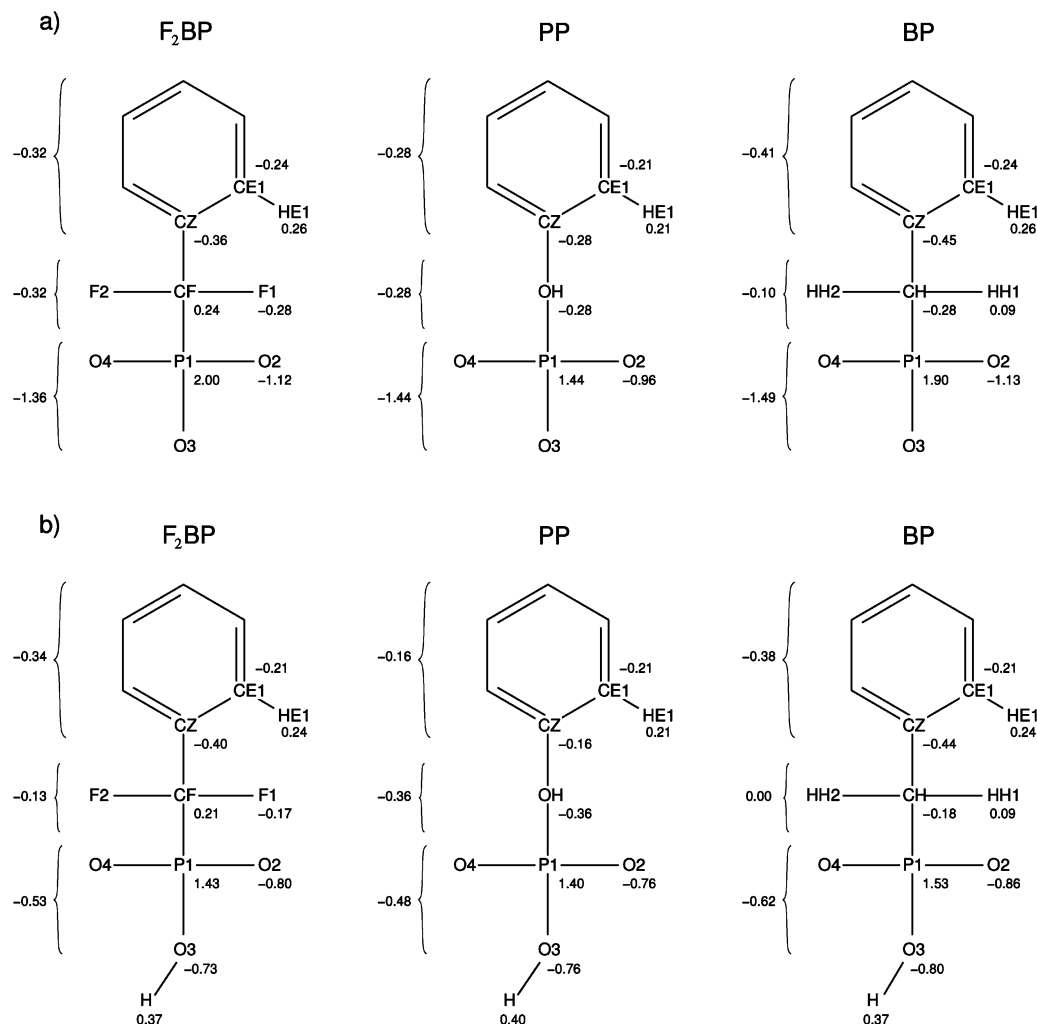 a)
F₂BP PP BP
−0.32 −0.28 −0.41
−0.24 −0.21 −0.24
CE1 CE1 CE1
HE1 HE1 HE1
CZ CZ CZ
0.26 0.21 0.26
−0.36 −0.28 −0.45
−0.32 F2 CF F1 −0.28 OH −0.10 HH2 CH HH1
0.24 −0.28 −0.28 −0.28 0.09
O4 P1 O2 O4 P1 O2 O4 P1 O2
2.00 −1.12 1.44 −0.96 1.90 −1.13
−1.36 −1.44 −1.49
O3 O3 O3
b)
F₂BP PP BP
−0.34 −0.16 −0.38
−0.21 −0.21 −0.21
CE1 CE1 CE1
HE1 HE1 HE1
CZ CZ CZ
0.24 0.21 0.24
−0.40 −0.16 −0.44
−0.13 F2 CF F1 −0.36 OH 0.00 HH2 CH HH1
0.21 −0.17 −0.36 −0.18 0.09
O4 P1 O2 O4 P1 O2 O4 P1 O2
1.43 −0.80 1.40 −0.76 1.53 −0.86
−0.53 −0.48 −0.62
O3 O3 O3
−0.73 −0.76 −0.80
H H H
0.37 0.40 0.37